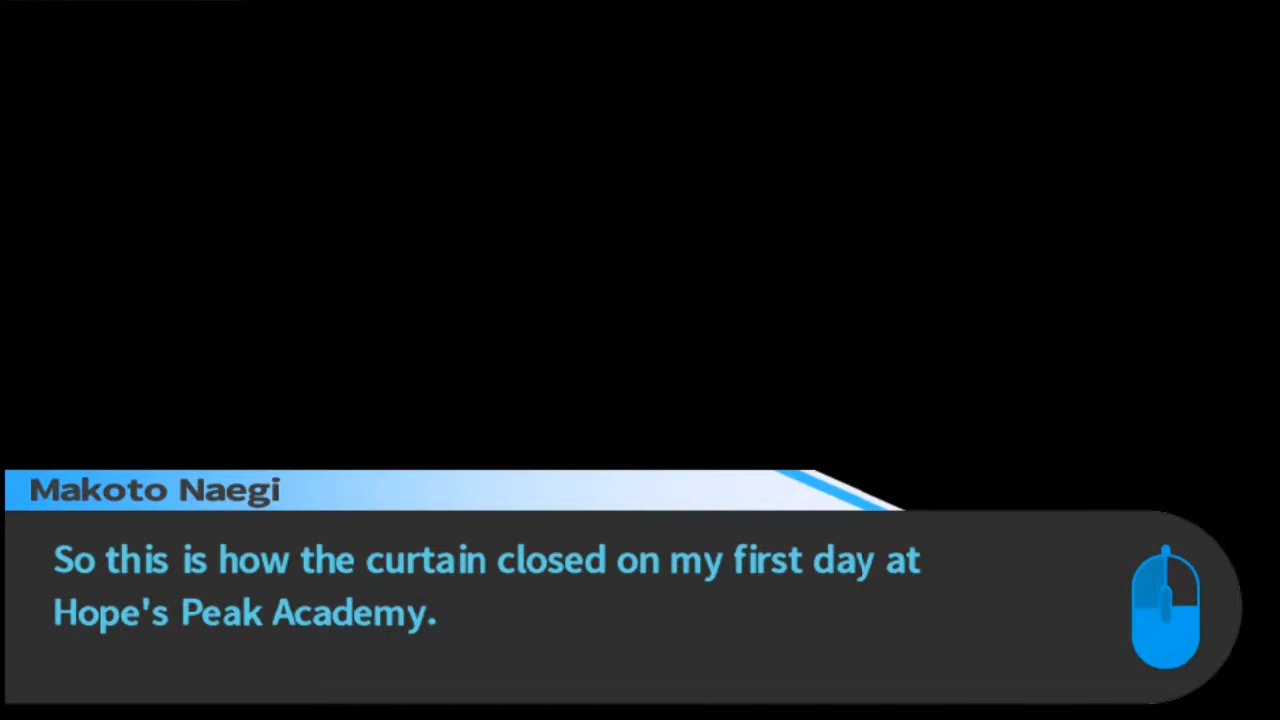 Makoto Naegi
So this is how the curtain closed on my first day at
Hope's Peak Academy.